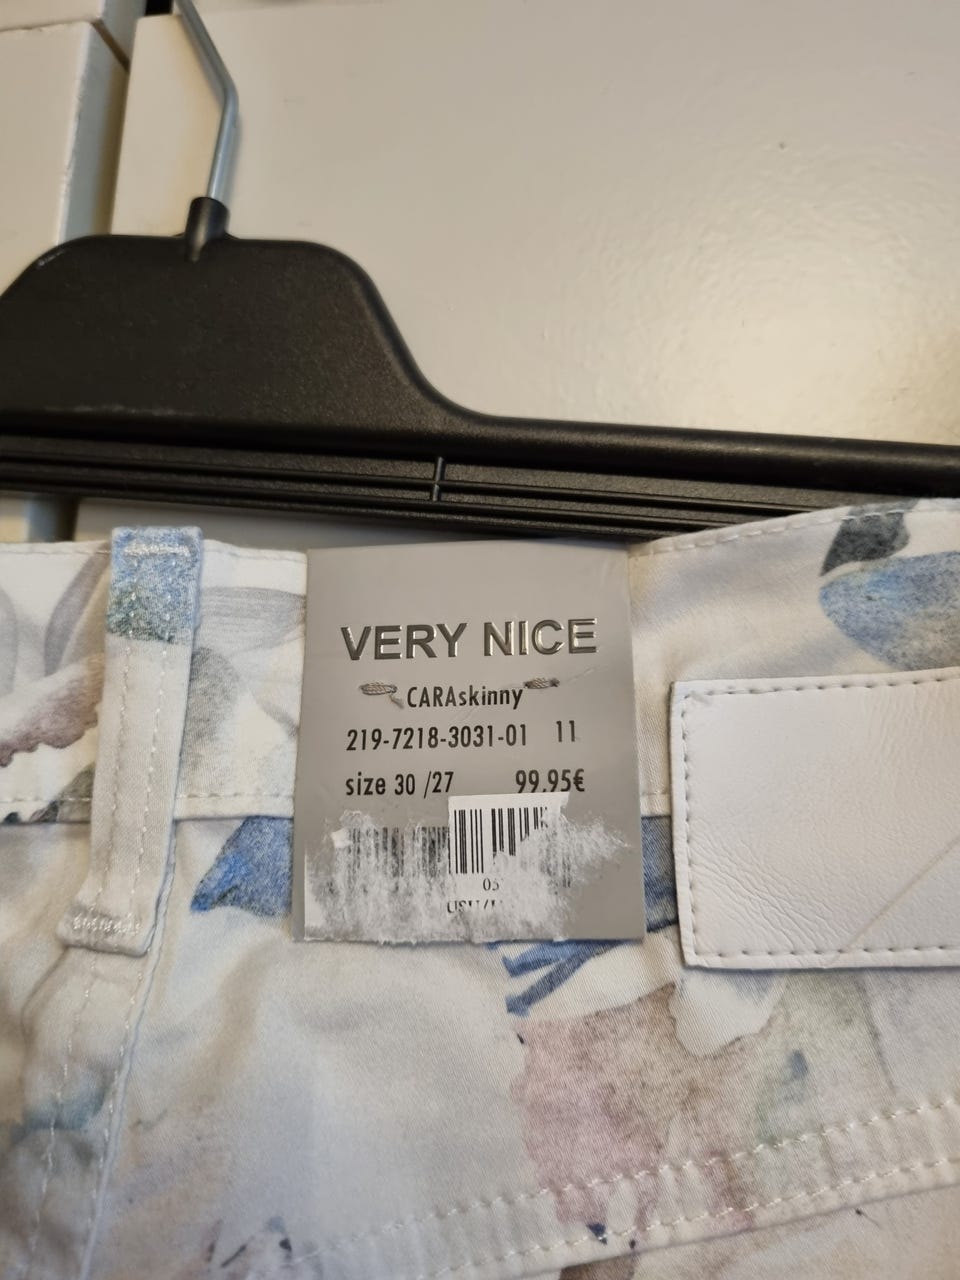 VERY NICE
CARAskinny
219-7218-3031-01 11
size 30 /27 99.95€